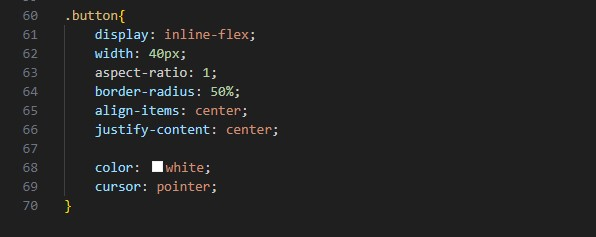 60 .button{
61     display: inline-flex;
62     width: 40px;
63     aspect-ratio: 1;
64     border-radius: 50%;
65     align-items: center;
66     justify-content: center;
67
68     color: white;
69     cursor: pointer;
70 }